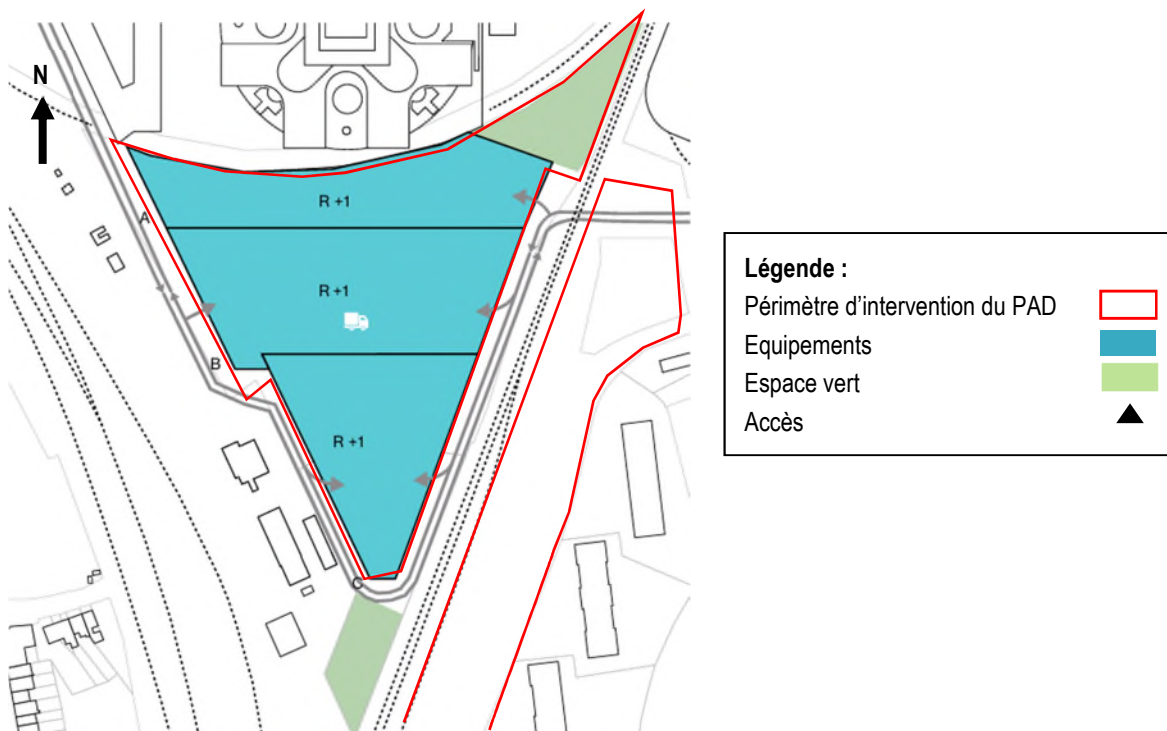 N
R +1
A
R +1
B
R +1
C
Légende :
Périmètre d'intervention du PAD
Equipements
Espace vert
Accès